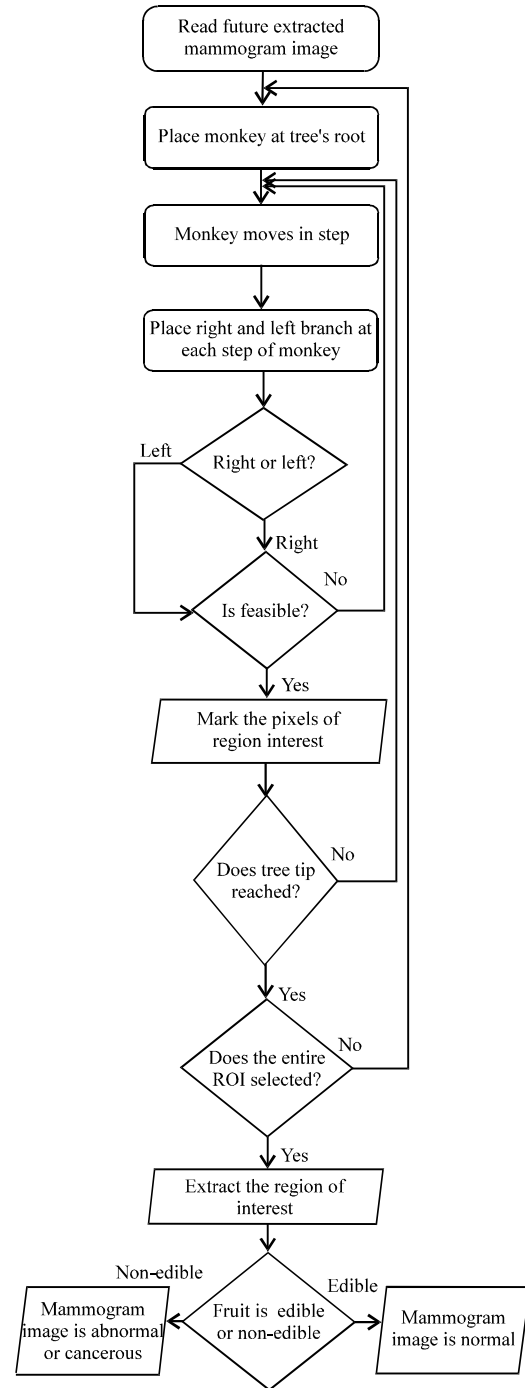 Read future extracted
mammogram image
Place monkey at tree's root
Monkey moves in step
Place right and left branch at
each step of monkey
Left
Right or left?
Right
No
Is feasible?
Yes
Mark the pixels of
region interest
No
Does tree tip
reached?
Yes
No
Does the entire
ROI selected?
Yes
Extract the region of
interest
Non-edible
Edible
Fruit is edible
or non-edible
Mammogram
image is abnormal
or cancerous
Mammogram
image is normal